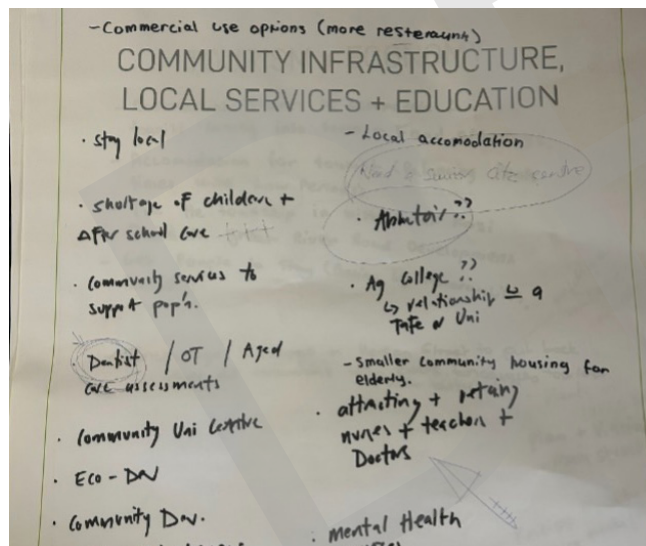 - Commercial use options (more resteraunts)
COMMUNITY INFRASTRUCTURE,
LOCAL SERVICES + EDUCATION
· stay local
· shortage of childcare +
After school care
· Community services to
support pop'n.
Dentist / OT / Aged
care assessments
· Community Uni Centre
· Eco-Dev
· Community Dev.
- Local accomodation
· Abbatoir??
· Ag College ??
↳ relationship w a
Tafe or Uni
- Smaller community housing for
elderly.
· attracting + retaining
nurses + teachers +
Doctors
· mental Health